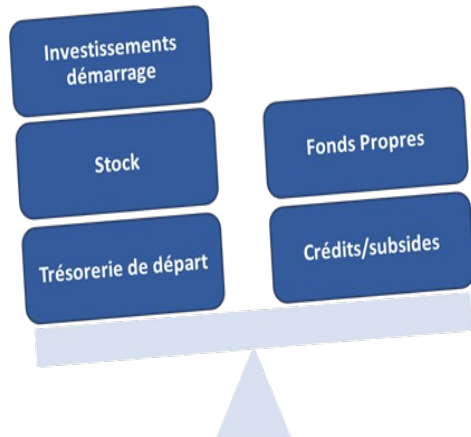 Investissements
démarrage
Stock
Trésorerie de départ
Fonds Propres
Crédits/subsides